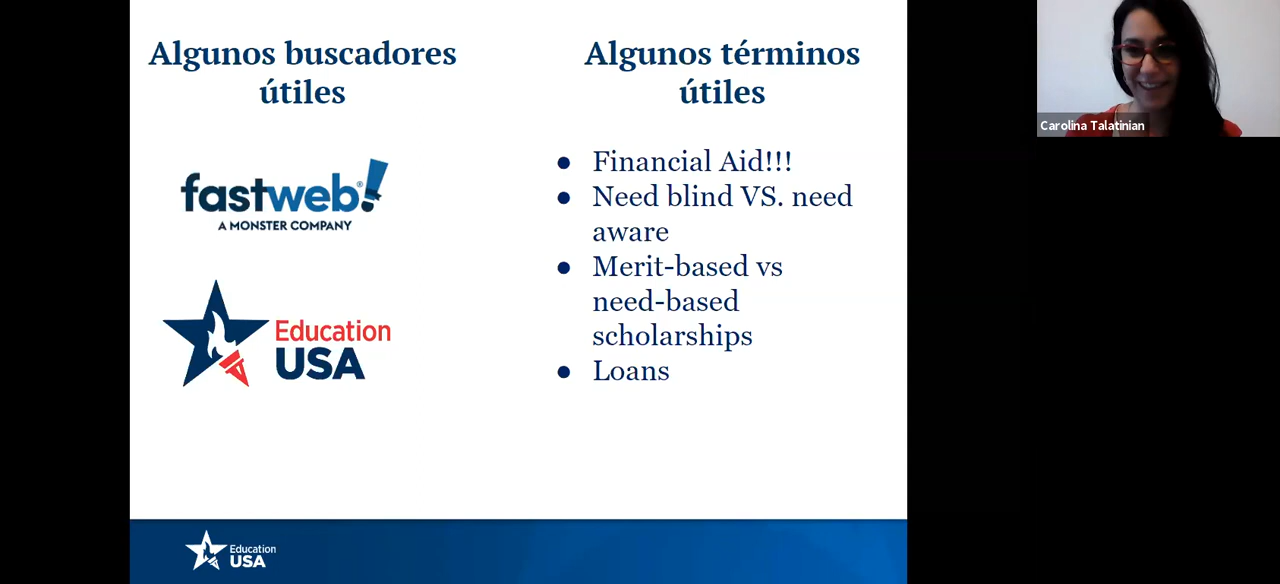 Algunos buscadores
útiles
fastweb!®
A MONSTER COMPANY
Education
USA
Algunos términos
útiles
● Financial Aid!!!
● Need blind VS. need
aware
● Merit-based vs
need-based
scholarships
● Loans
Carolina Talatinian
Education
USA